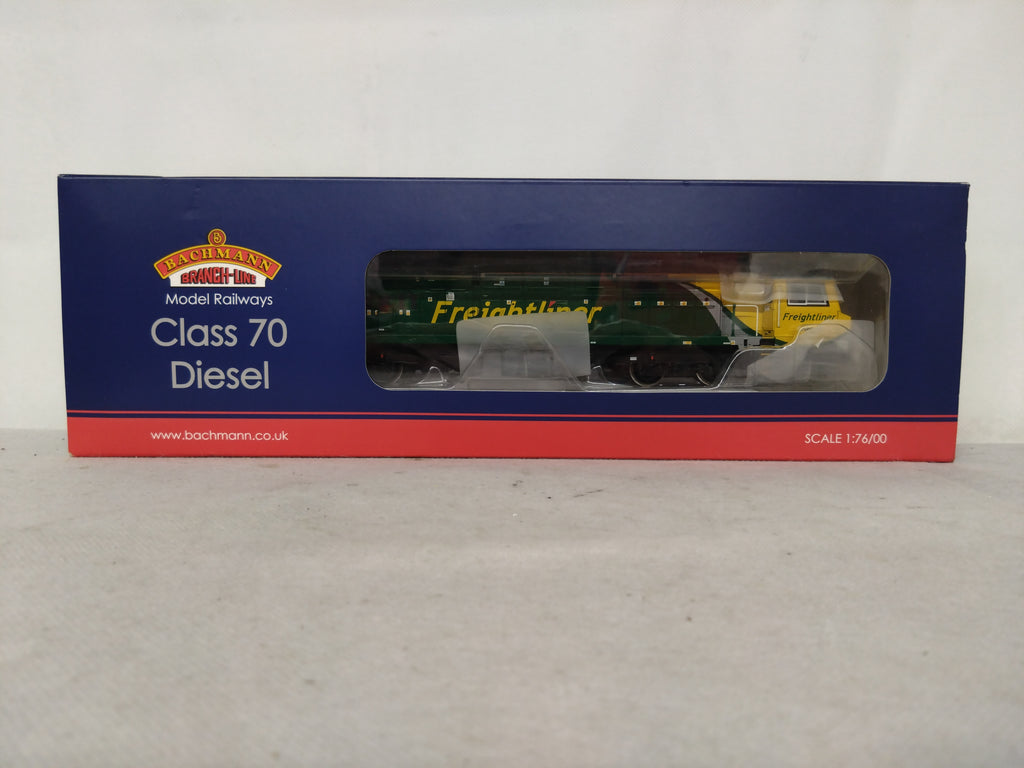 BACHMANN
BRANCH-LINE
Model Railways
Class 70
Diesel
Freightliner
Freightliner
www.bachmann.co.uk
SCALE 1:76/00